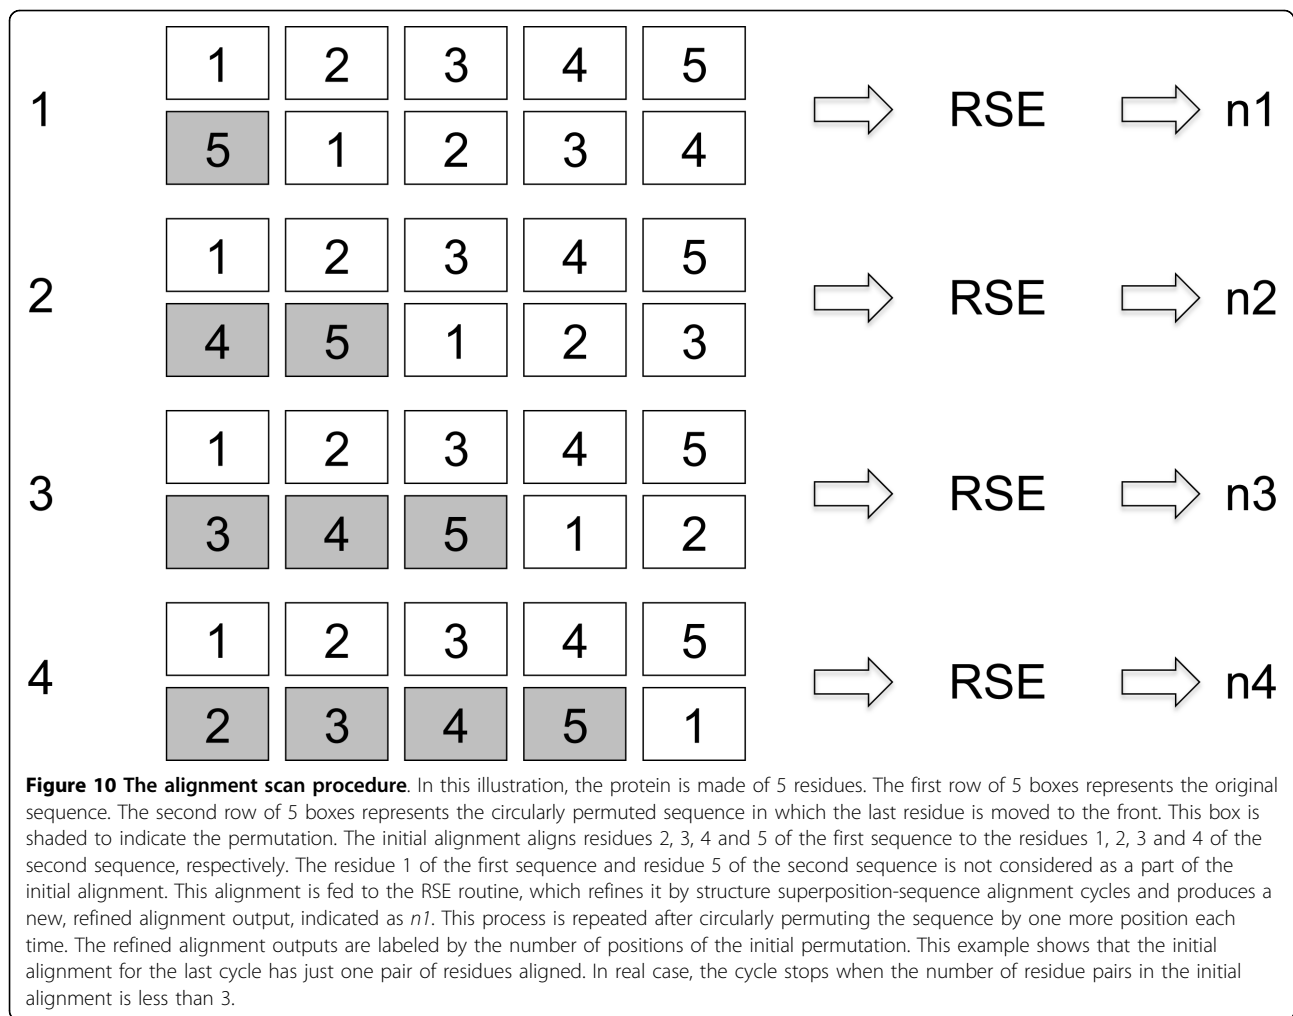 1 2 3 4 5
1 RSE n1
5 1 2 3 4
1 2 3 4 5
2 RSE n2
4 5 1 2 3
1 2 3 4 5
3 RSE n3
3 4 5 1 2
1 2 3 4 5
4 RSE n4
2 3 4 5 1
Figure 10 The alignment scan procedure. In this illustration, the protein is made of 5 residues. The first row of 5 boxes represents the original
sequence. The second row of 5 boxes represents the circularly permuted sequence in which the last residue is moved to the front. This box is
shaded to indicate the permutation. The initial alignment aligns residues 2, 3, 4 and 5 of the first sequence to the residues 1, 2, 3 and 4 of the
second sequence, respectively. The residue 1 of the first sequence and residue 5 of the second sequence is not considered as a part of the
initial alignment. This alignment is fed to the RSE routine, which refines it by structure superposition-sequence alignment cycles and produces a
new, refined alignment output, indicated as n1. This process is repeated after circularly permuting the sequence by one more position each
time. The refined alignment outputs are labeled by the number of positions of the initial permutation. This example shows that the initial
alignment for the last cycle has just one pair of residues aligned. In real case, the cycle stops when the number of residue pairs in the initial
alignment is less than 3.